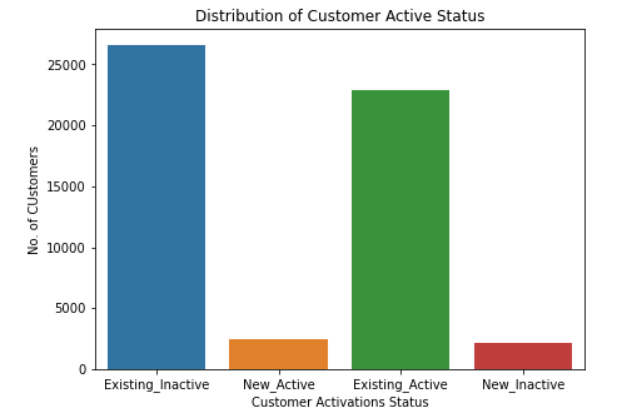 Distribution of Customer Active Status
No. of CUstomers
25000
20000
15000
10000
5000
0
Existing_Inactive New_Active Existing_Active New_Inactive
Customer Activations Status